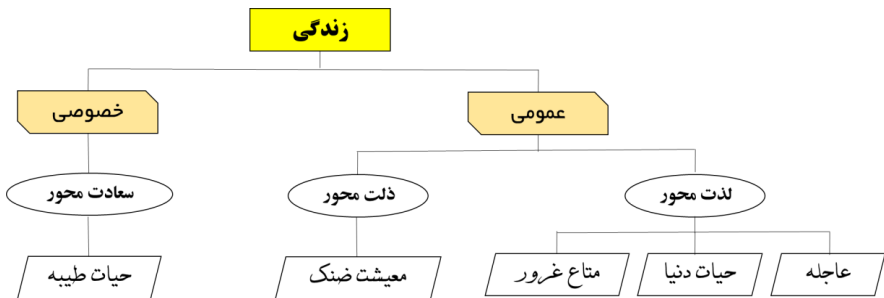 زندگی
عمومی
خصوصی
لذت محور
ذلت محور
سعادت محور
عاجله
حیات دنیا
متاع غرور
معیشت ضنک
حیات طیبه